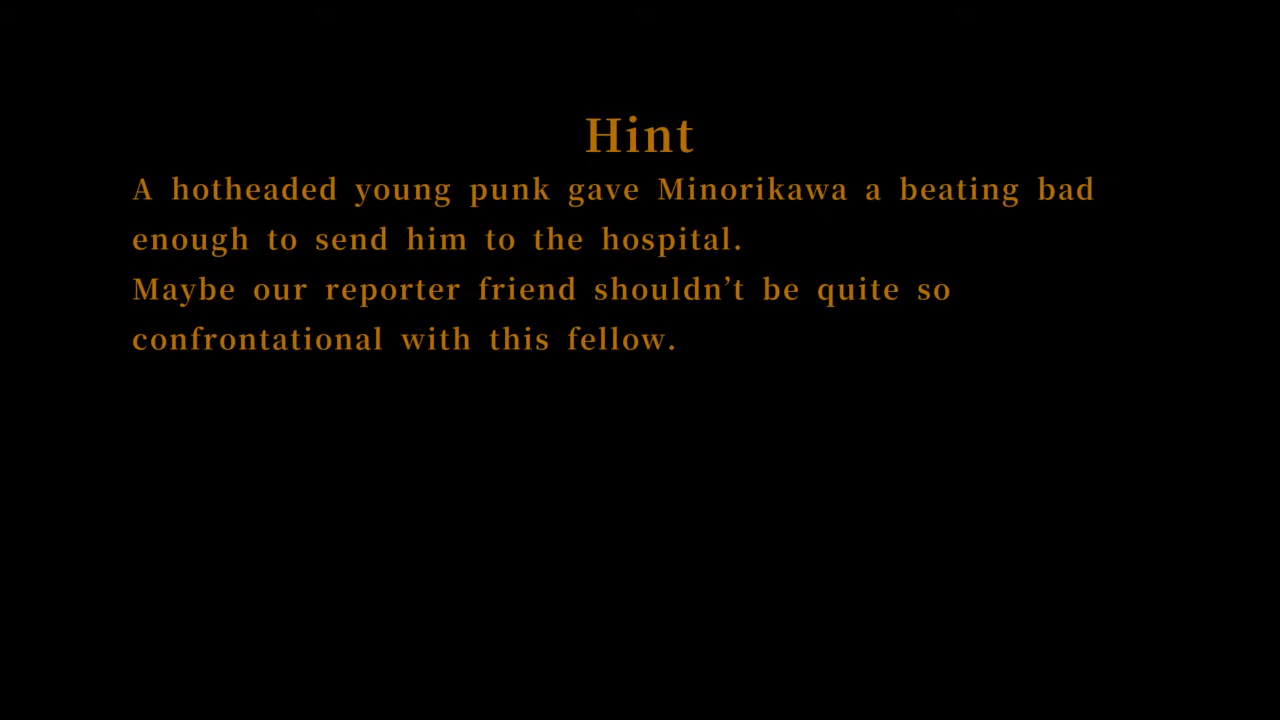 Hint
A hotheaded young punk gave Minorikawa a beating bad
enough to send him to the hospital.
Maybe our reporter friend shouldn’t be quite so
confrontational with this fellow.